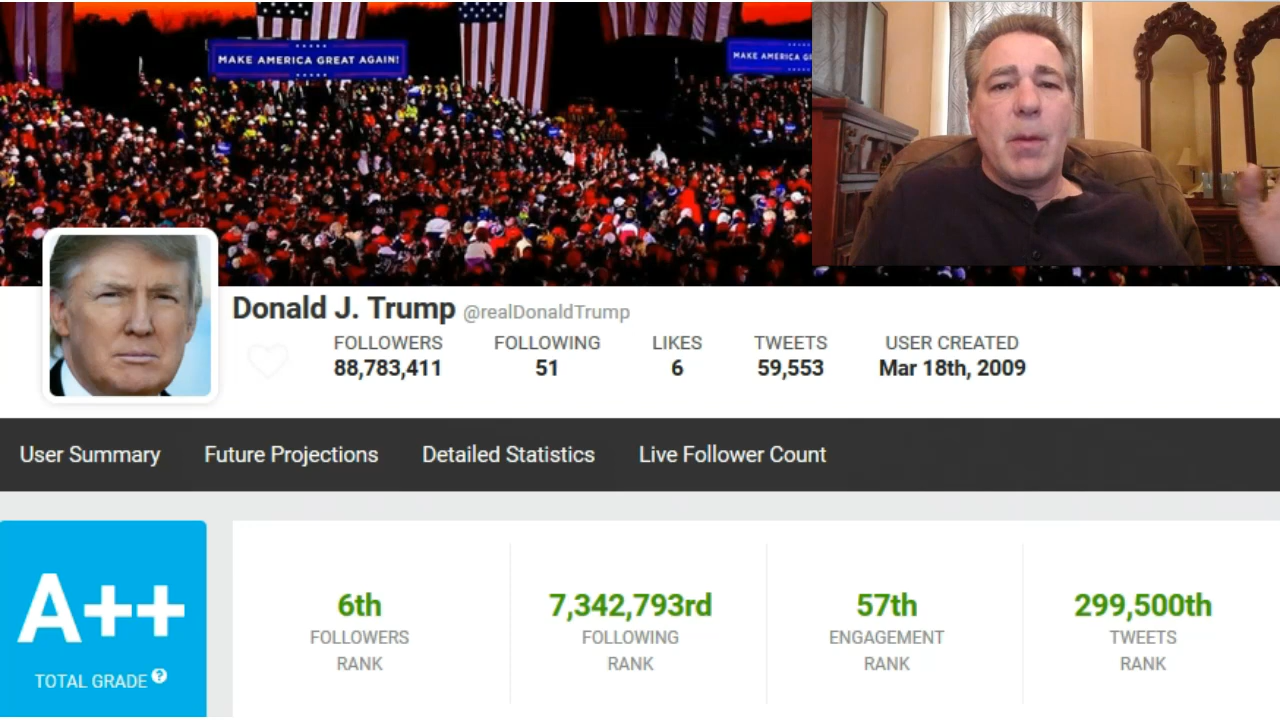 MAKE AMERICA GREAT AGAIN!
MAKE AMERICA G
Donald J. Trump @realDonaldTrump
FOLLOWERS FOLLOWING LIKES TWEETS USER CREATED
88,783,411 51 6 59,553 Mar 18th, 2009
User Summary Future Projections Detailed Statistics Live Follower Count
A++
TOTAL GRADE ?
6th 7,342,793rd 57th 299,500th
FOLLOWERS FOLLOWING ENGAGEMENT TWEETS
RANK RANK RANK RANK